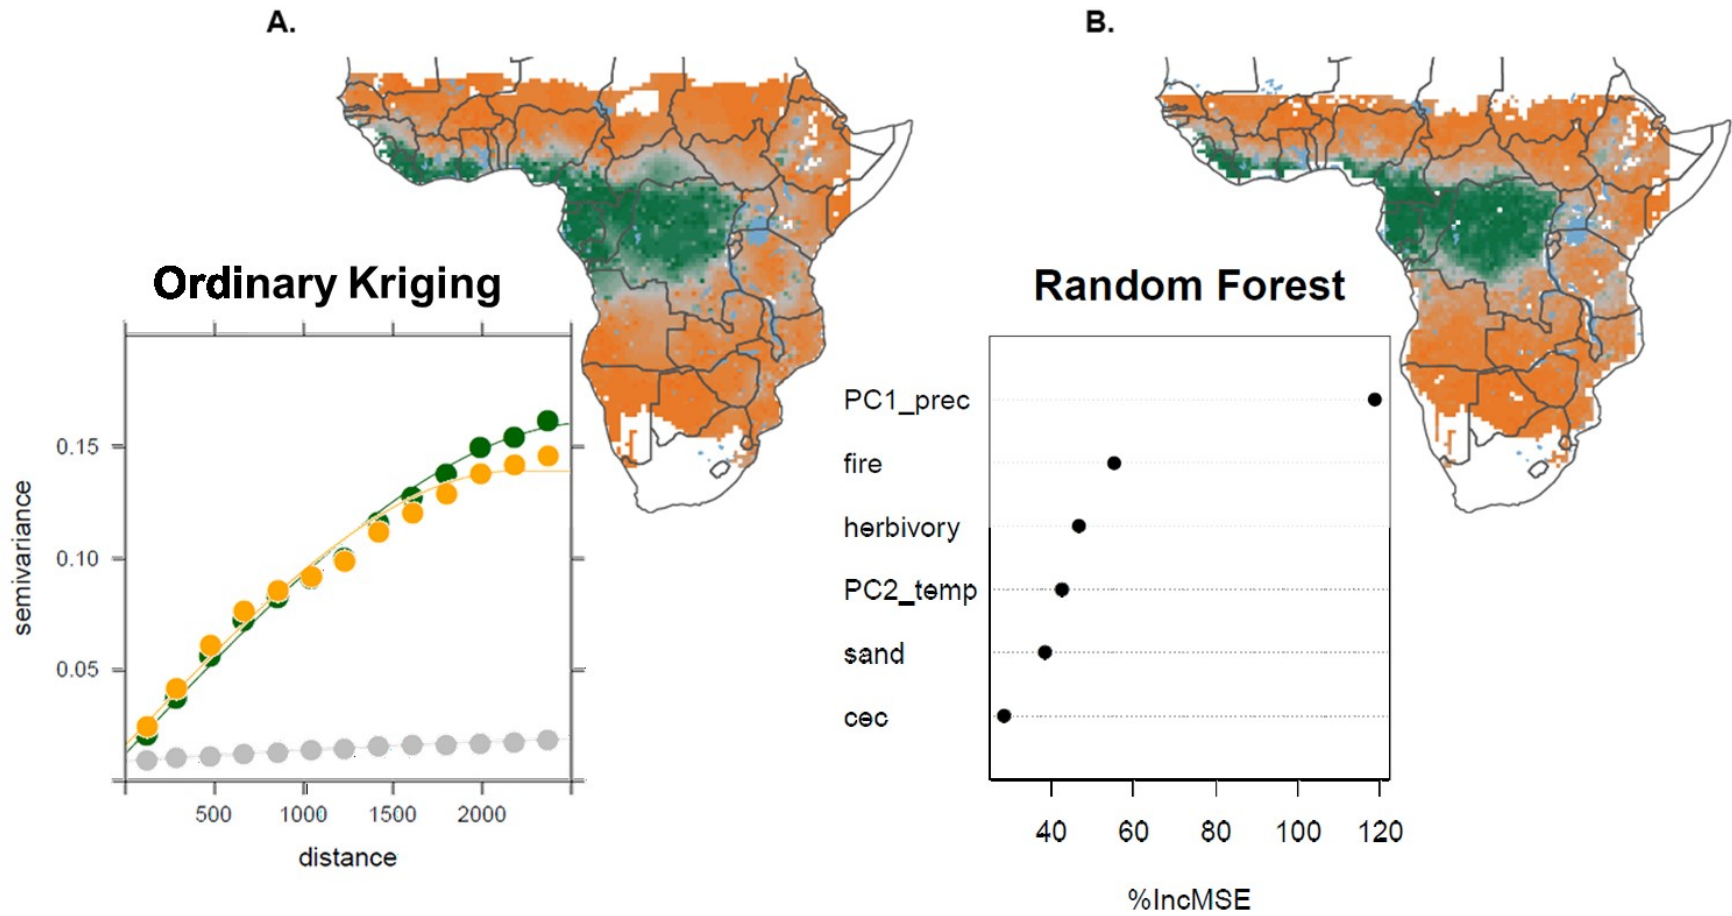 A.
Ordinary Kriging
semivariance
0.15
0.10
0.05
500 1000 1500 2000
distance
B.
Random Forest
PC1_prec
fire
herbivory
PC2_temp
sand
cec
40 60 80 100 120
%IncMSE